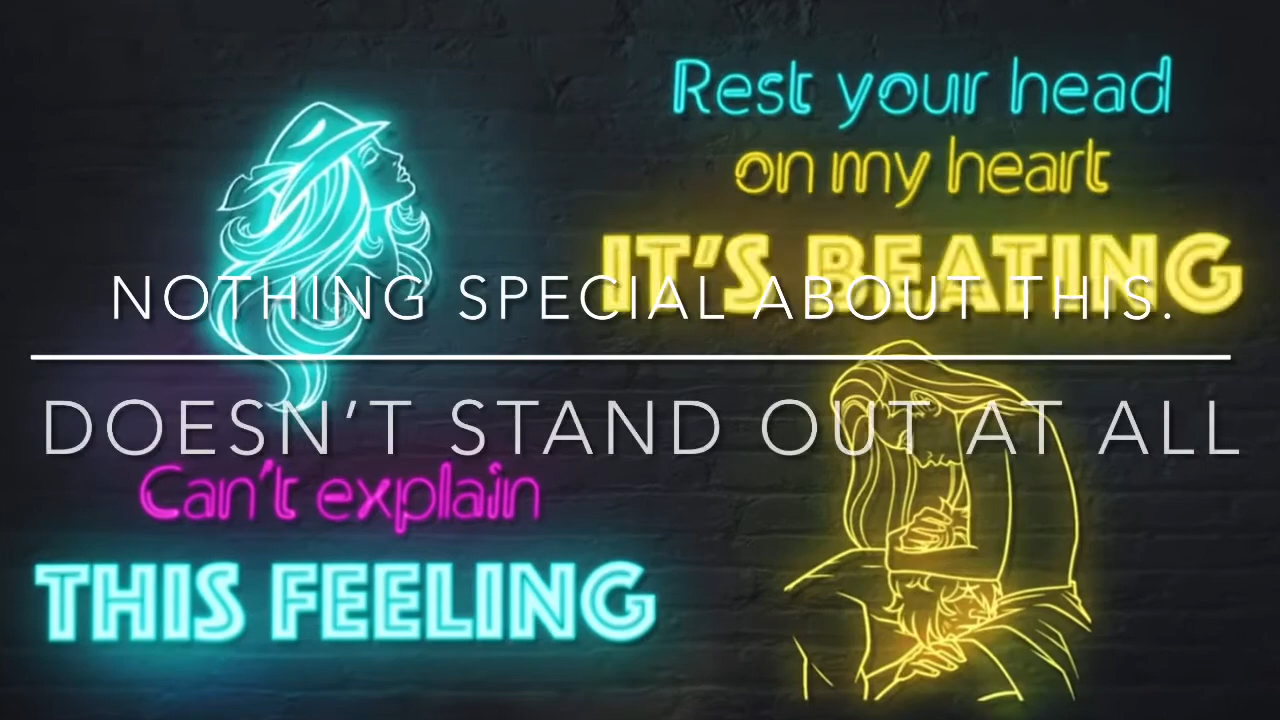 Rest your head
on my heart
IT'S BEATING
NOTHING SPECIAL ABOUT THIS.
DOESN'T STAND OUT AT ALL
Can't explain
THIS FEELING